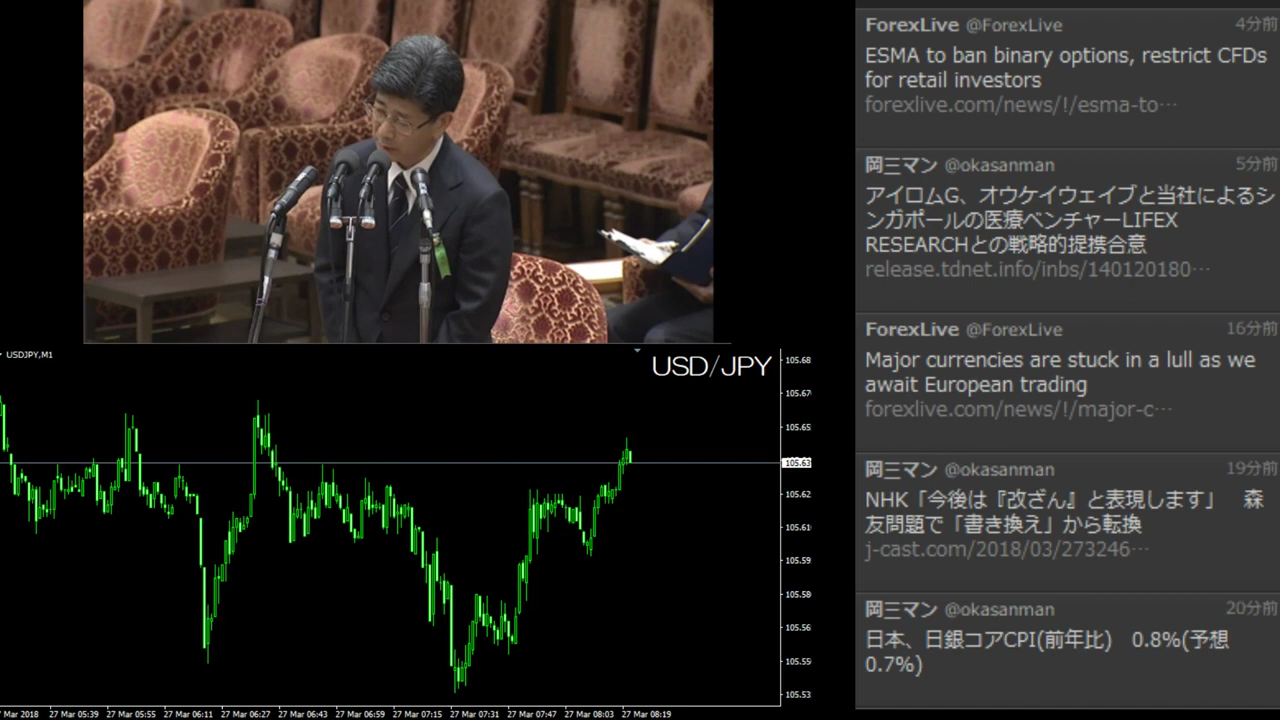 USDJPY,M1
USD/JPY
105.68
105.67
105.65
105.63
105.62
105.61
105.59
105.58
105.56
105.55
105.53
Mar 2018
27 Mar 05:39
27 Mar 05:55
27 Mar 06:11
27 Mar 06:27
27 Mar 06:43
27 Mar 06:59
27 Mar 07:15
27 Mar 07:31
27 Mar 07:47
27 Mar 08:03
27 Mar 08:19
ForexLive @ForexLive 4分前
ESMA to ban binary options, restrict CFDs
for retail investors
forexlive.com/news/!/esma-to…
岡三マン @okasanman 5分前
アイロムG、オウケイウェイブと当社によるシ
ンガポールの医療ベンチャーLIFEX
RESEARCHとの戦略的提携合意
release.tdnet.info/inbs/140120180…
ForexLive @ForexLive 16分前
Major currencies are stuck in a lull as we
await European trading
forexlive.com/news/!/major-c…
岡三マン @okasanman 19分前
NHK「今後は『改ざん』と表現します」　森
友問題で「書き換え」から転換
j-cast.com/2018/03/273246…
岡三マン @okasanman 20分前
日本、日銀コアCPI(前年比)　0.8%(予想
0.7%)